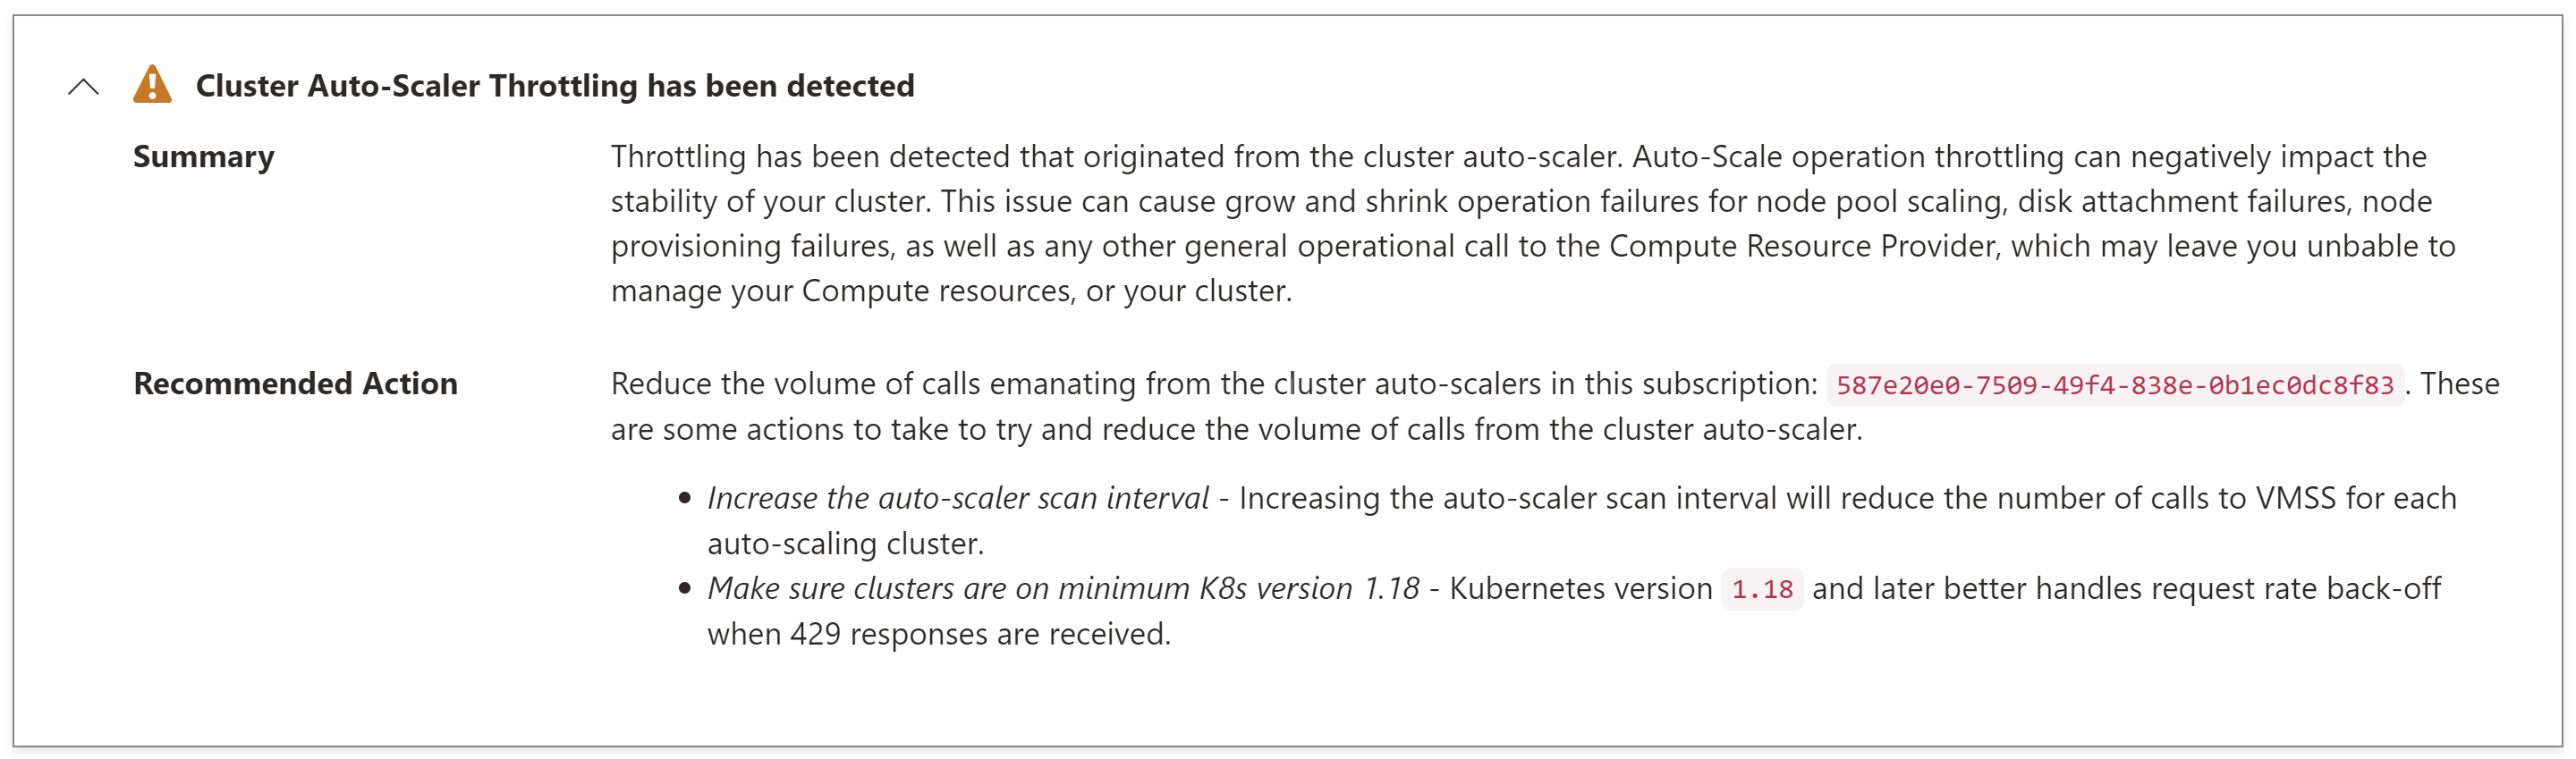 Cluster Auto-Scaler Throttling has been detected
Summary
Throttling has been detected that originated from the cluster auto-scaler. Auto-Scale operation throttling can negatively impact the
stability of your cluster. This issue can cause grow and shrink operation failures for node pool scaling, disk attachment failures, node
provisioning failures, as well as any other general operational call to the Compute Resource Provider, which may leave you unbable to
manage your Compute resources, or your cluster.
Recommended Action
Reduce the volume of calls emanating from the cluster auto-scalers in this subscription: 587e20e0-7509-49f4-838e-0b1ec0dc8f83. These
are some actions to take to try and reduce the volume of calls from the cluster auto-scaler.
• Increase the auto-scaler scan interval - Increasing the auto-scaler scan interval will reduce the number of calls to VMSS for each
auto-scaling cluster.
• Make sure clusters are on minimum K8s version 1.18 - Kubernetes version 1.18 and later better handles request rate back-off
when 429 responses are received.